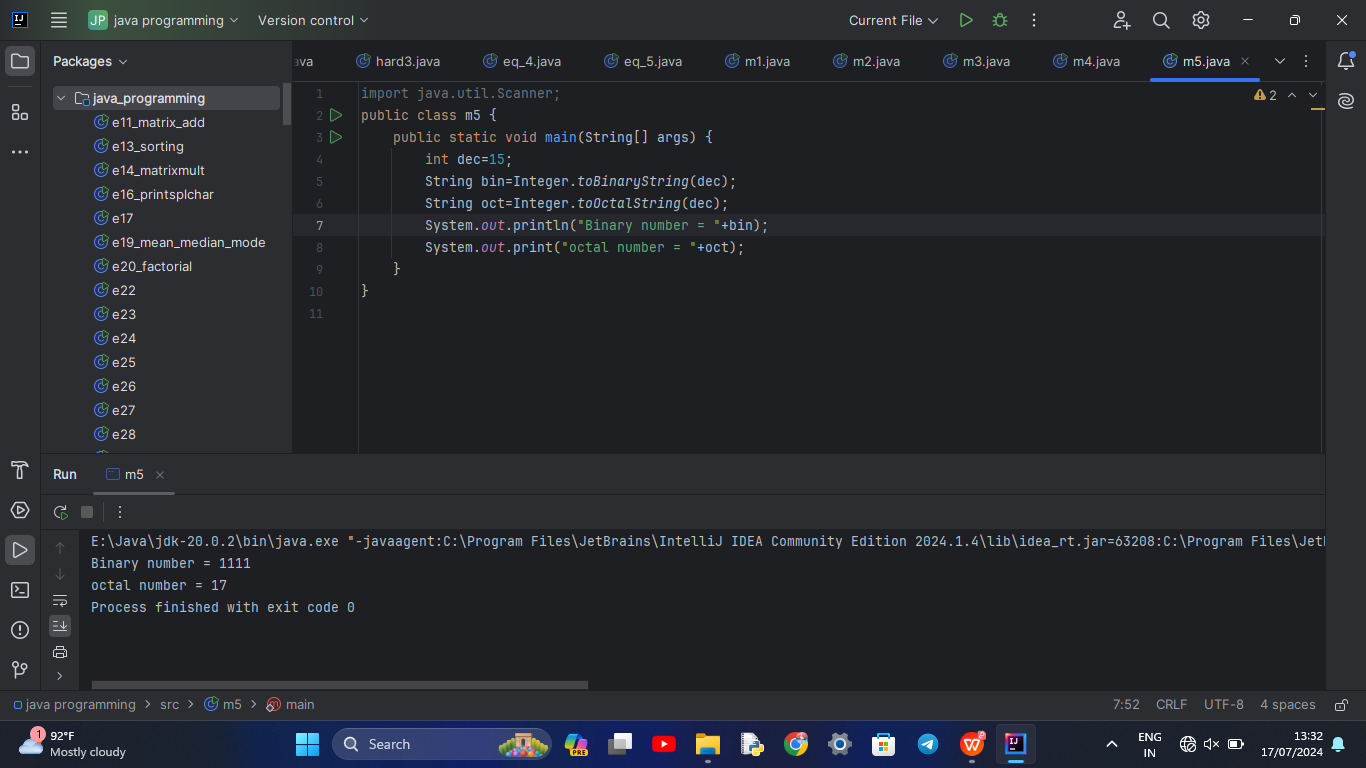 JP java programming Version control Current File
Packages
ava hard3.java eq_4.java eq_5.java m1.java m2.java m3.java m4.java m5.java
java_programming
e11_matrix_add
e13_sorting
e14_matrixmult
e16_printsplchar
e17
e19_mean_median_mode
e20_factorial
e22
e23
e24
e25
e26
e27
e28
2
1 import java.util.Scanner;
2 public class m5 {
3 public static void main(String[] args) {
4 int dec=15;
5 String bin=Integer.toBinaryString(dec);
6 String oct=Integer.toOctalString(dec);
7 System.out.println("Binary number = "+bin);
8 System.out.print("octal number = "+oct);
9 }
10 }
11
Run m5
E:\Java\jdk-20.0.2\bin\java.exe "-javaagent:C:\Program Files\JetBrains\IntelliJ IDEA Community Edition 2024.1.4\lib\idea_rt.jar=63208:C:\Program Files\JetB
Binary number = 1111
octal number = 17
Process finished with exit code 0
java programming > src > m5 > main 7:52 CRLF UTF-8 4 spaces
1 92°F
Mostly cloudy
Search
PRE
ENG
IN
13:32
17/07/2024